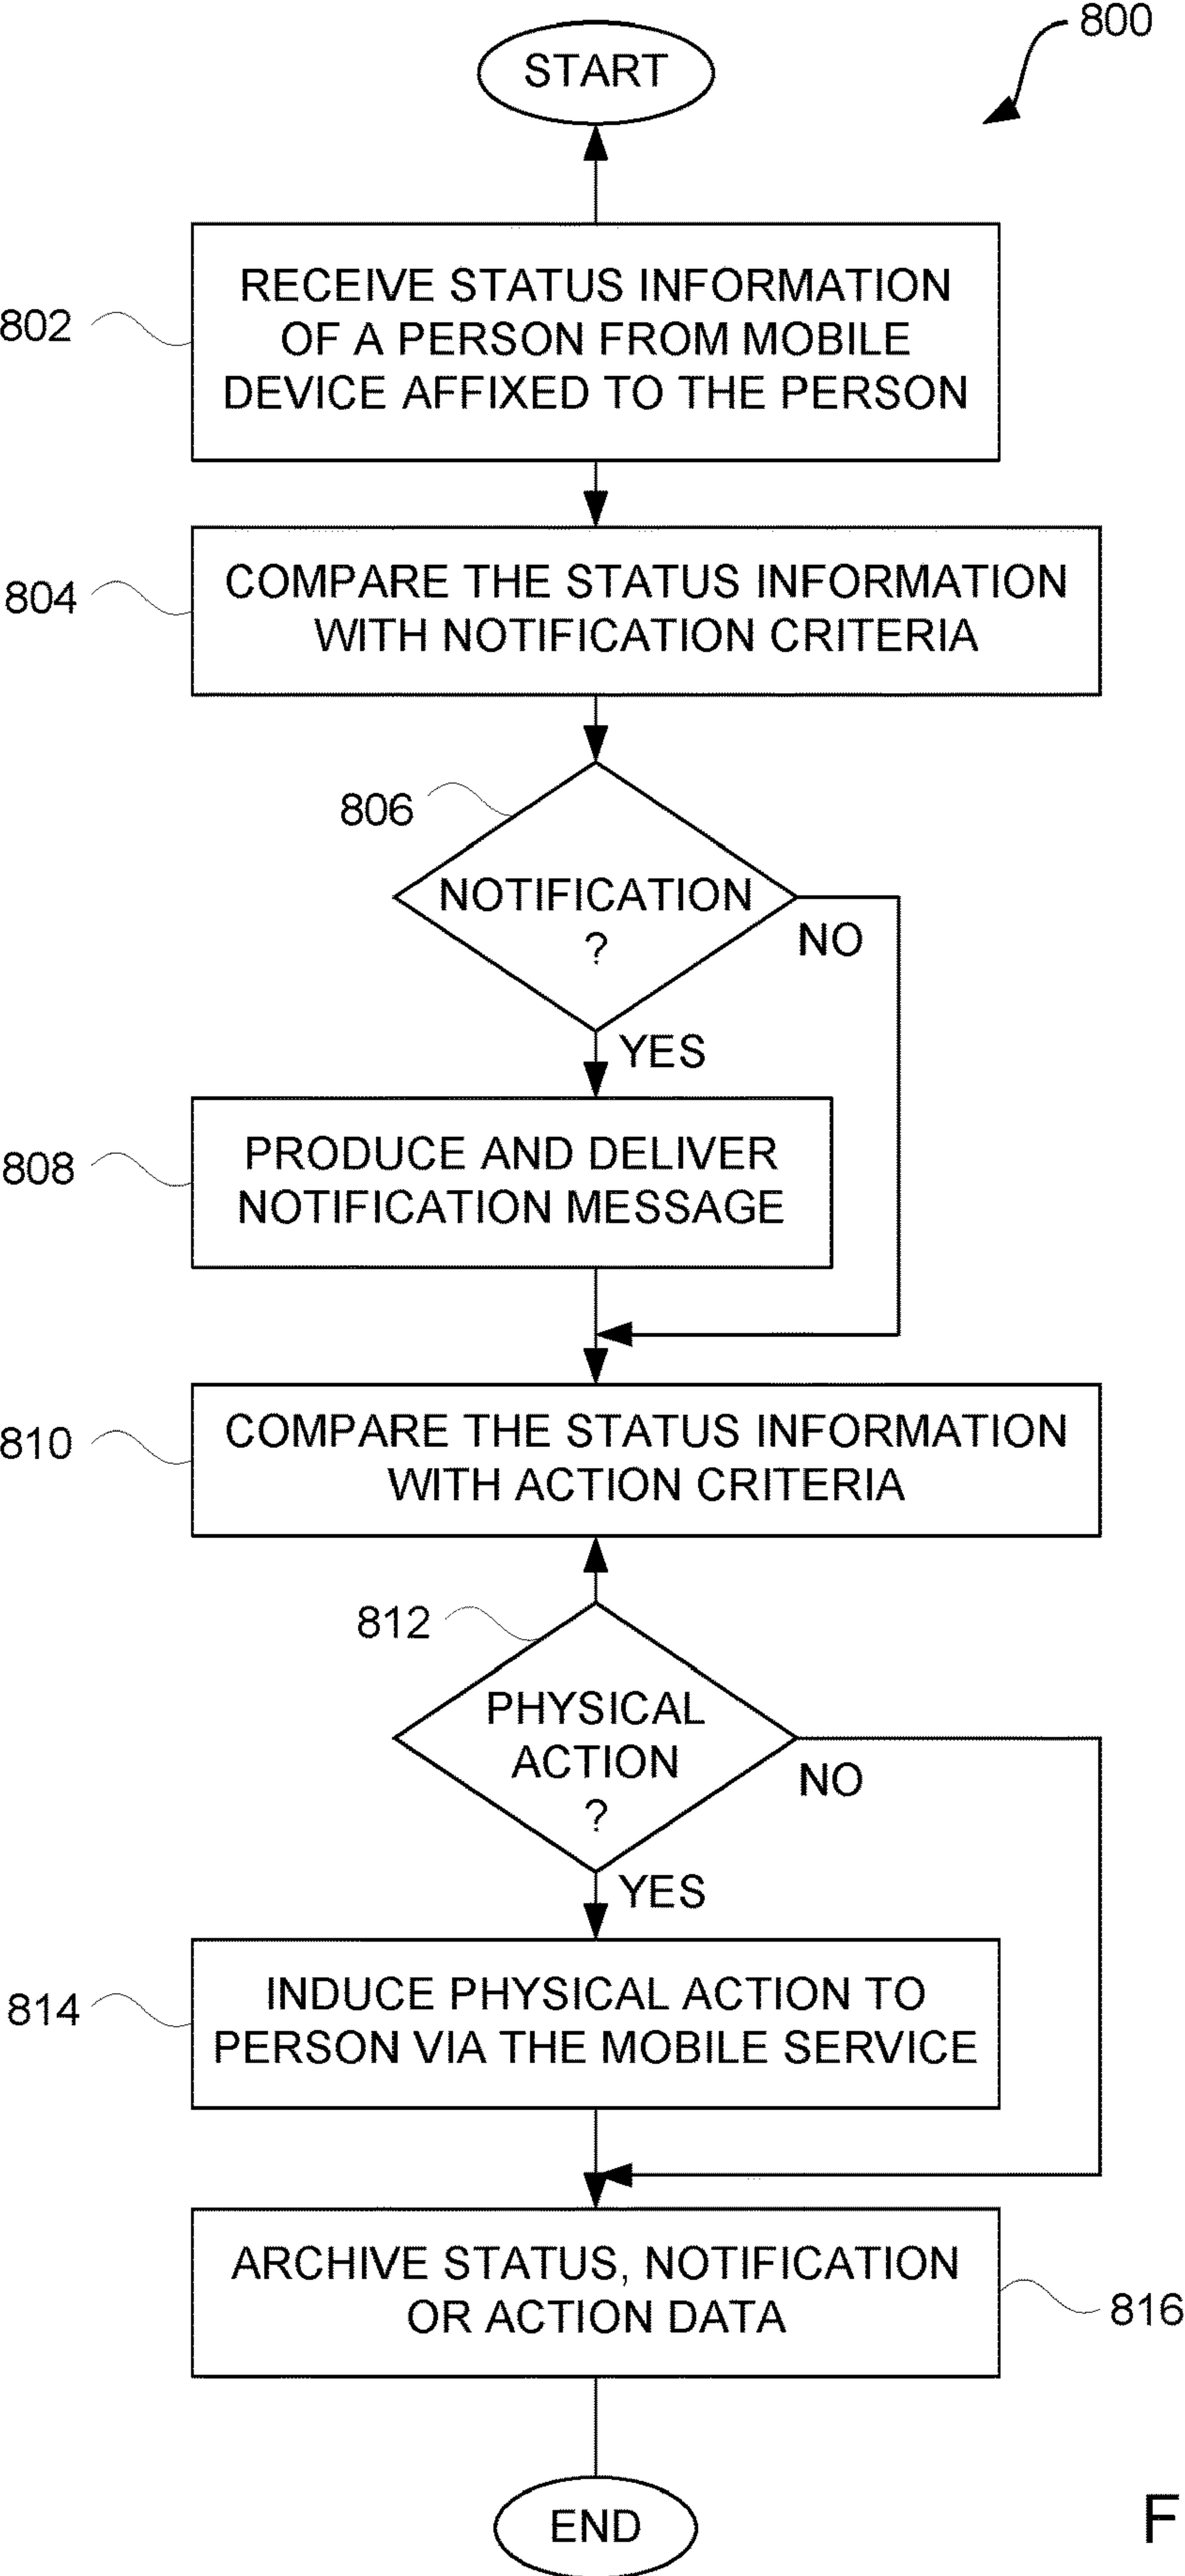 800
START
802
RECEIVE STATUS INFORMATION
OF A PERSON FROM MOBILE
DEVICE AFFIXED TO THE PERSON
804
COMPARE THE STATUS INFORMATION
WITH NOTIFICATION CRITERIA
806
NOTIFICATION
?
NO
YES
808
PRODUCE AND DELIVER
NOTIFICATION MESSAGE
810
COMPARE THE STATUS INFORMATION
WITH ACTION CRITERIA
812
PHYSICAL
ACTION
?
NO
YES
814
INDUCE PHYSICAL ACTION TO
PERSON VIA THE MOBILE SERVICE
ARCHIVE STATUS, NOTIFICATION
OR ACTION DATA
816
END
F